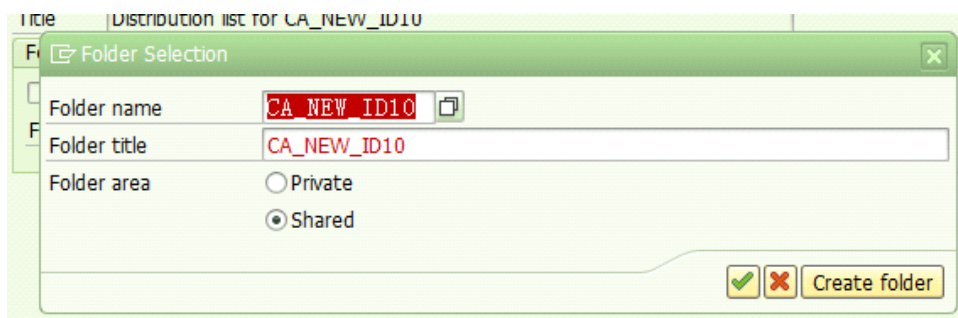 Title Distribution list for CA_NEW_ID10
Folder Selection
Folder name CA_NEW_ID10
Folder title CA_NEW_ID10
Folder area Private
Shared
Create folder